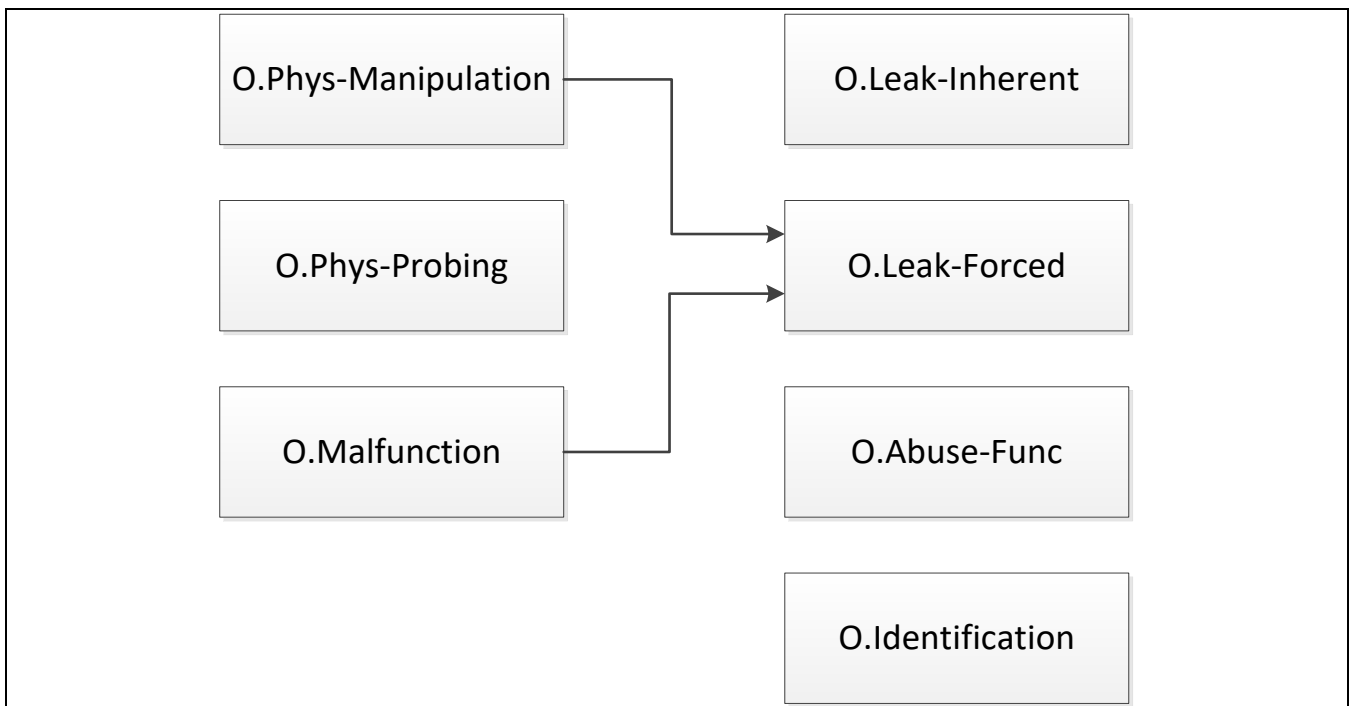 O.Phys-Manipulation
O.Leak-Inherent
O.Phys-Probing
O.Leak-Forced
O.Malfunction
O.Abuse-Func
O.Identification